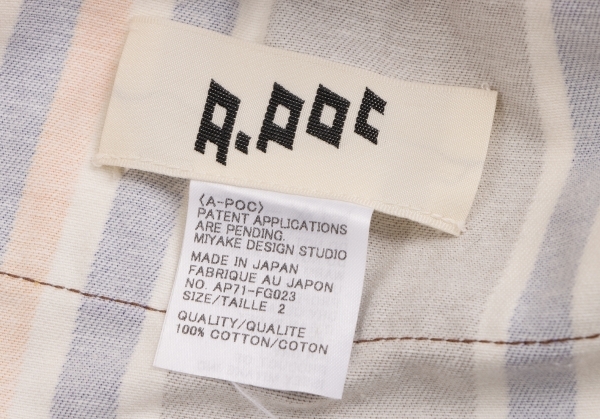 A-POC
(A-POC)
PATENT APPLICATIONS
ARE PENDING.
MIYAKE DESIGN STUDIO
MADE IN JAPAN
FABRIQUE AU JAPON
NO. AP71-FG023
SIZE/TAILLE 2
QUALITY/QUALITE
100% COTTON/COTON